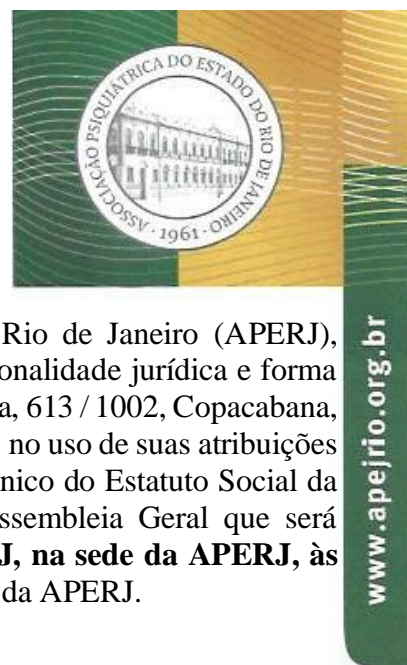 ASSOCIAÇÃO PSIQUIÁTRICA DO ESTADO DO RIO DE JANEIRO
· 1961 ·
Rio de Janeiro (APERJ),
onalidade jurídica e forma
a, 613 / 1002, Copacabana,
no uso de suas atribuições
nico do Estatuto Social da
ssembleia Geral que será
J, na sede da APERJ, às
da APERJ.
www.apejrio.org.br